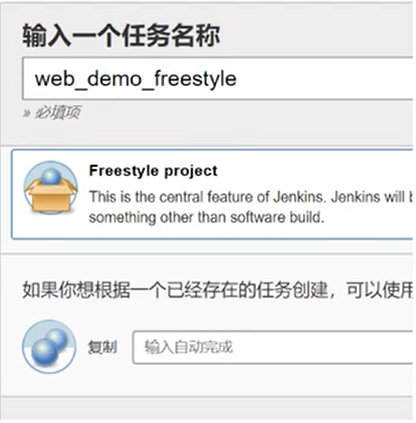 输入一个任务名称
web_demo_freestyle
» 必填项
Freestyle project
This is the central feature of Jenkins. Jenkins will b
something other than software build.
如果你想根据一个已经存在的任务创建，可以使用
复制
输入自动完成